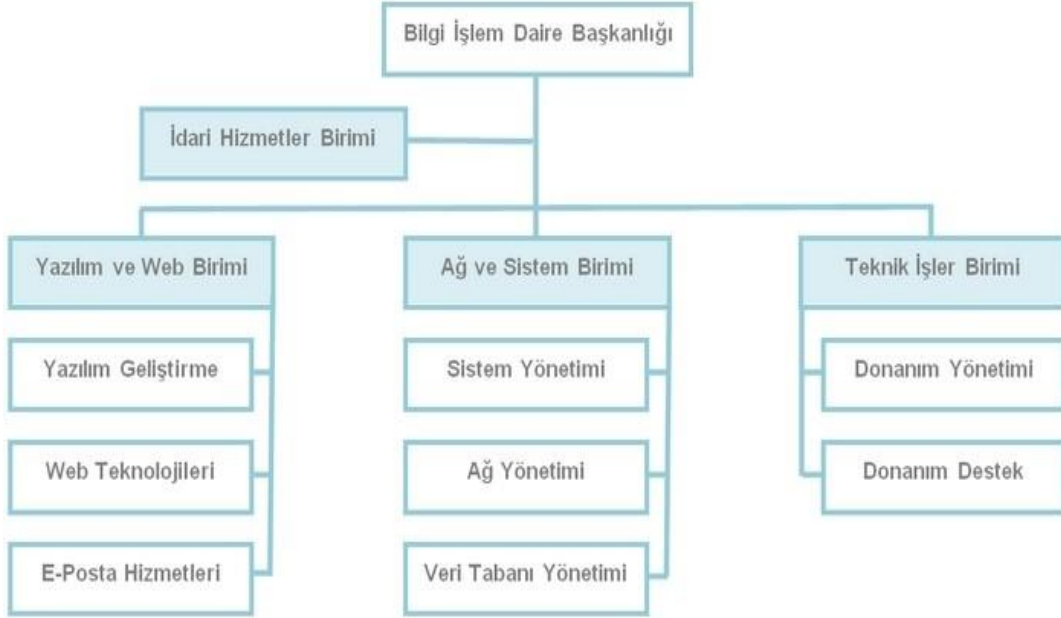 Bilgi İşlem Daire Başkanlığı
İdari Hizmetler Birimi
Yazılım ve Web Birimi
Ağ ve Sistem Birimi
Teknik İşler Birimi
Yazılım Geliştirme
Sistem Yönetimi
Donanım Yönetimi
Web Teknolojileri
Ağ Yönetimi
Donanım Destek
E-Posta Hizmetleri
Veri Tabanı Yönetimi